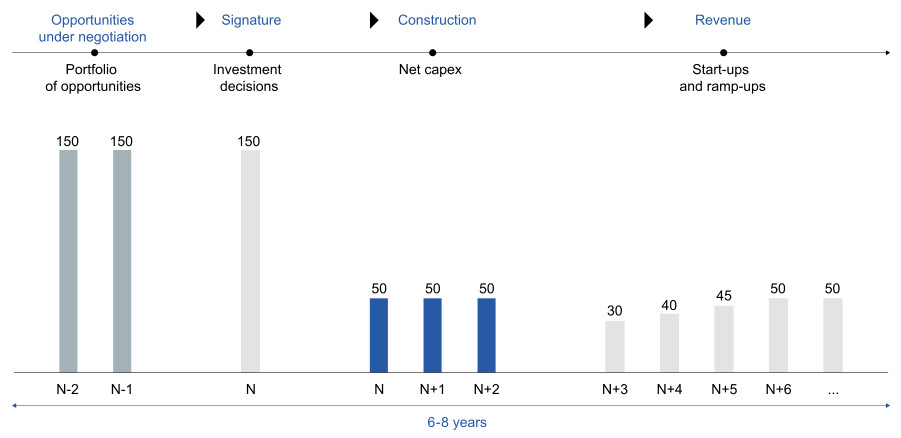 Opportunities
under negotiation
Signature
Construction
Revenue
Portfolio
of opportunities
Investment
decisions
Net capex
Start-ups
and ramp-ups
150
150
150
50
50
50
30
40
45
50
50
N-2
N-1
N
N
N+1
N+2
N+3
N+4
N+5
N+6
...
6-8 years